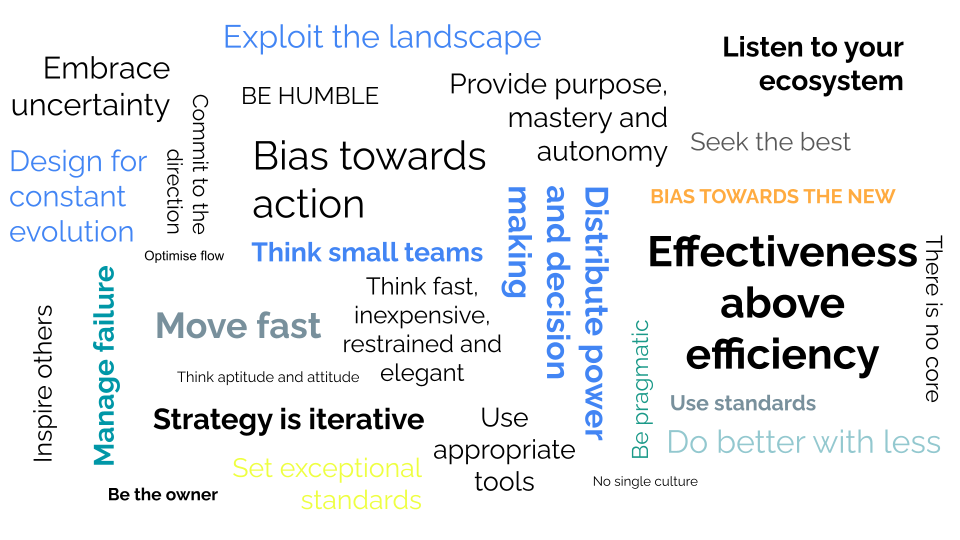 Exploit the landscape
Listen to your
ecosystem
Embrace
uncertainty
BE HUMBLE
Provide purpose,
mastery and
autonomy
Commit to the
direction
Seek the best
Bias towards
action
Design for
constant
evolution
BIAS TOWARDS THE NEW
Distribute power
and decision
making
Think small teams
Optimise flow
Effectiveness
above
efficiency
There is no core
Manage failure
Think fast,
inexpensive,
restrained and
elegant
Inspire others
Move fast
Be pragmatic
Think aptitude and attitude
Use standards
Strategy is iterative
Use
appropriate
tools
Do better with less
Set exceptional
standards
No single culture
Be the owner